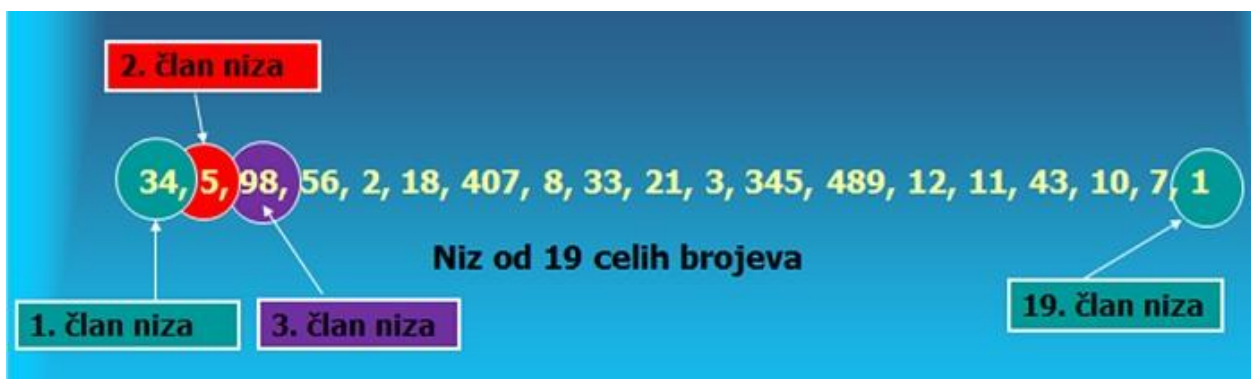 2. član niza
34, 5, 98, 56, 2, 18, 407, 8, 33, 21, 3, 345, 489, 12, 11, 43, 10, 7, 1
Niz od 19 celih brojeva
1. član niza
3. član niza
19. član niza